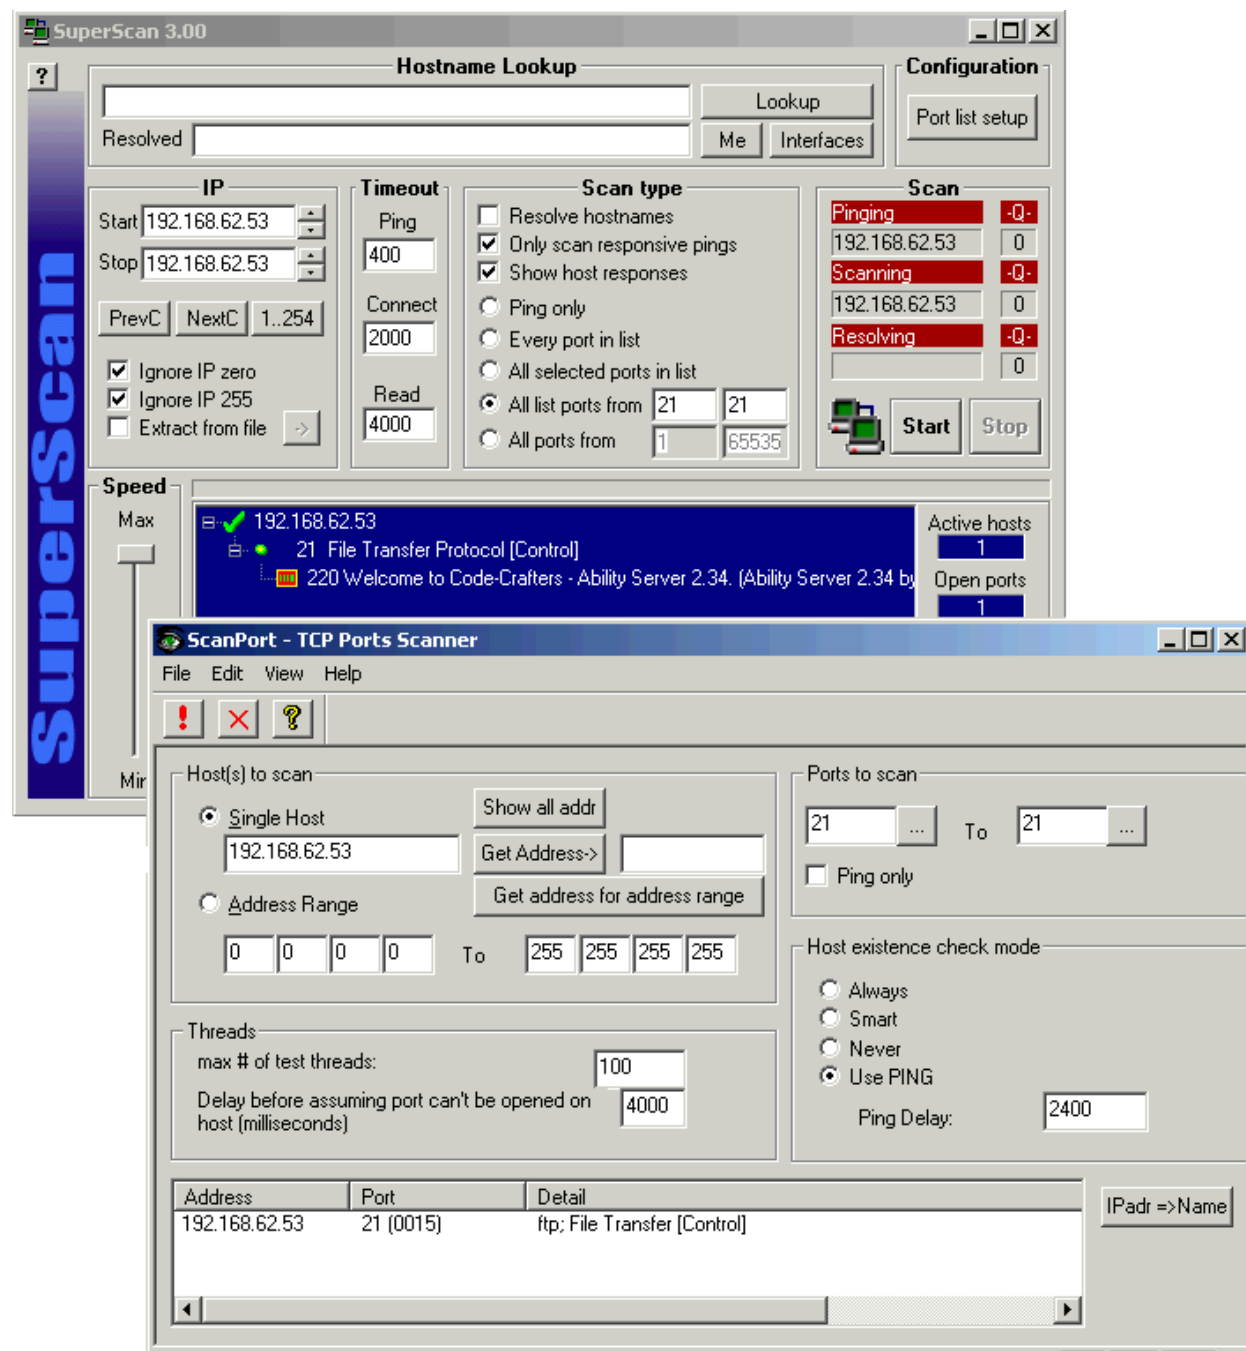 SuperScan 3.00
?
Hostname Lookup
Lookup
Resolved
Me
Interfaces
Configuration
Port list setup
SuperScan
IP
Start 192.168.62.53
Stop 192.168.62.53
PrevC NextC 1..254
Ignore IP zero
Ignore IP 255
Extract from file ->
Timeout
Ping
400
Connect
2000
Read
4000
Scan type
Resolve hostnames
Only scan responsive pings
Show host responses
Ping only
Every port in list
All selected ports in list
All list ports from 21 21
All ports from 1 65535
Scan
Pinging -Q-
192.168.62.53 0
Scanning -Q-
192.168.62.53 0
Resolving -Q-
0
Start Stop
Speed
Max
192.168.62.53
21 File Transfer Protocol [Control]
220 Welcome to Code-Crafters - Ability Server 2.34. (Ability Server 2.34 by
Active hosts
1
Open ports
1
ScanPort - TCP Ports Scanner
File Edit View Help
! ?
Host(s) to scan
Single Host
192.168.62.53
Show all addr
Get Address->
Get address for address range
Address Range
0 0 0 0 To 255 255 255 255
Ports to scan
21 ... To 21 ...
Ping only
Threads
max # of test threads: 100
Delay before assuming port can't be opened on
host (milliseconds) 4000
Host existence check mode
Always
Smart
Never
Use PING
Ping Delay: 2400
Address Port Detail
192.168.62.53 21 (0015) ftp; File Transfer [Control]
IPadr =>Name